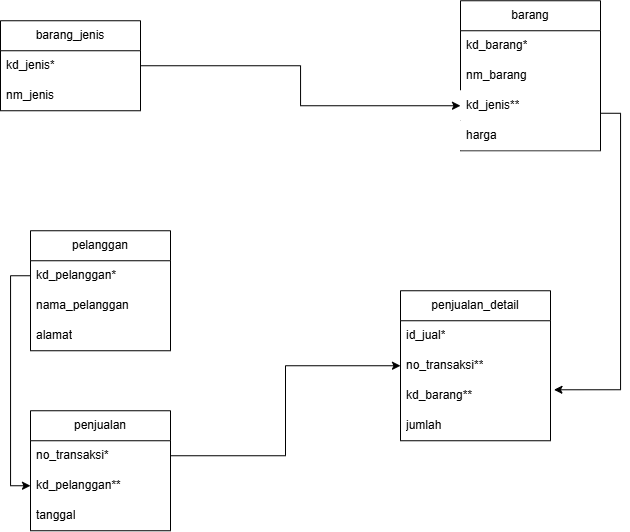 barang_jenis
kd_jenis*
nm_jenis
barang
kd_barang*
nm_barang
kd_jenis**
harga
pelanggan
kd_pelanggan*
nama_pelanggan
alamat
penjualan_detail
id_jual*
no_transaksi**
kd_barang**
jumlah
penjualan
no_transaksi*
kd_pelanggan**
tanggal